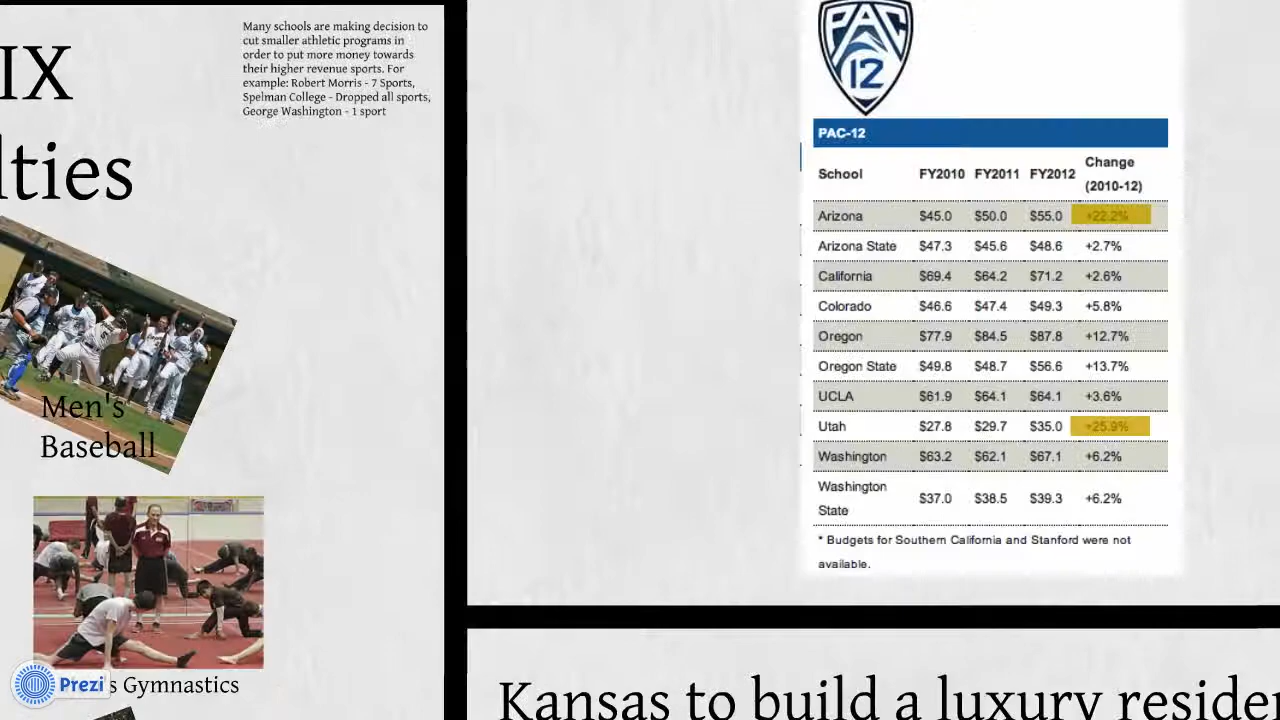 IX
lties
Many schools are making decision to
cut smaller athletic programs in
order to put more money towards
their higher revenue sports. For
example: Robert Morris - 7 Sports,
Spelman College - Dropped all sports,
George Washington - 1 sport
Men's
Baseball
s Gymnastics
Prezi
PAC
12
PAC-12
School FY2010 FY2011 FY2012 Change (2010-12)
Arizona $45.0 $50.0 $55.0 +22.2%
Arizona State $47.3 $45.6 $48.6 +2.7%
California $69.4 $64.2 $71.2 +2.6%
Colorado $46.6 $47.4 $49.3 +5.8%
Oregon $77.9 $84.5 $87.8 +12.7%
Oregon State $49.8 $48.7 $56.6 +13.7%
UCLA $61.9 $64.1 $64.1 +3.6%
Utah $27.8 $29.7 $35.0 +25.9%
Washington $63.2 $62.1 $67.1 +6.2%
Washington State $37.0 $38.5 $39.3 +6.2%
* Budgets for Southern California and Stanford were not
available.
Kansas to build a luxury reside